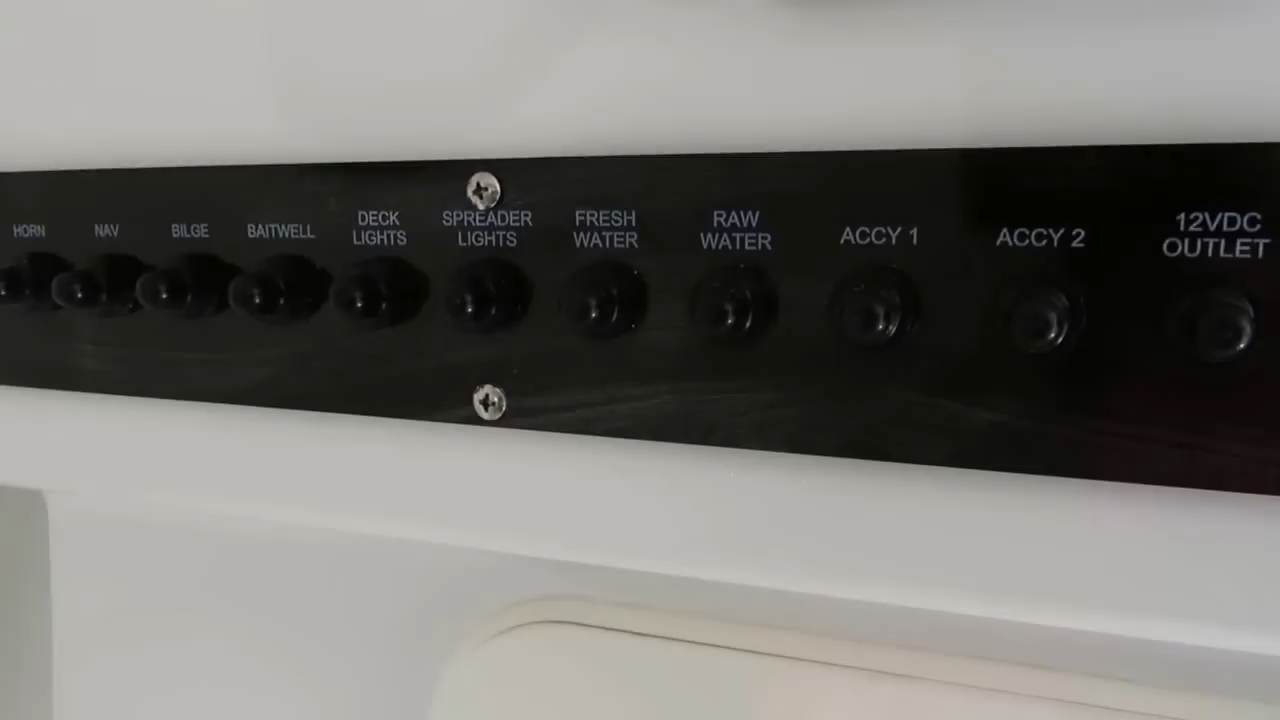 HORN
NAV
BILGE
BAITWELL
DECK
LIGHTS
SPREADER
LIGHTS
FRESH
WATER
RAW
WATER
ACCY 1
ACCY 2
12VDC
OUTLET